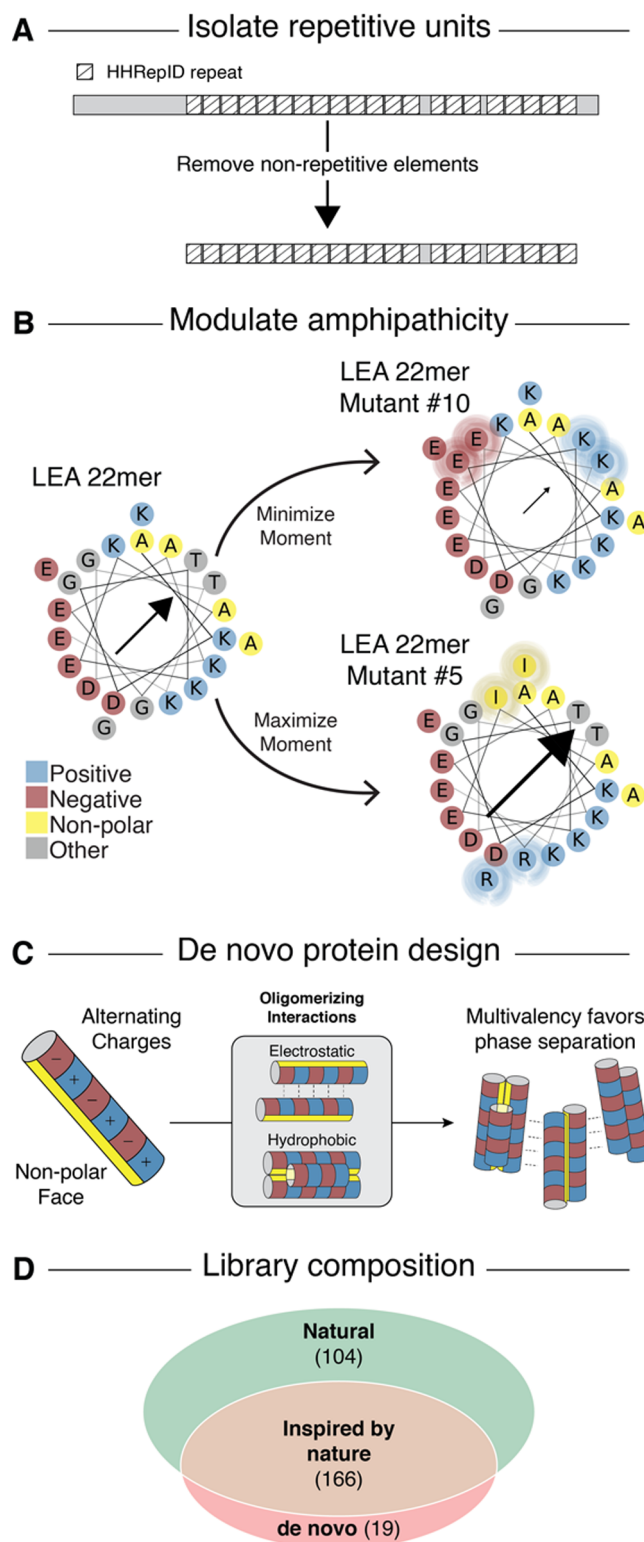 A Isolate repetitive units
HHRepID repeat
Remove non-repetitive elements
B Modulate amphipathicity
LEA 22mer
Mutant #10
K
K A A K
E E E K
E A
E K A
E K
D D G K K
G
Minimize
Moment
LEA 22mer
K
G K A A T
E G T
E A
E K A
E K
D D G K K
G
Maximize
Moment
LEA 22mer
Mutant #5
I
G I A A T
E G T
E A
E K A
E K
D D R K K
R
Positive
Negative
Non-polar
Other
C De novo protein design
Alternating
Charges
− + − + − +
Non-polar
Face
Oligomerizing
Interactions
Electrostatic
Hydrophobic
Multivalency favors
phase separation
D Library composition
Natural
(104)
Inspired by
nature
(166)
de novo (19)